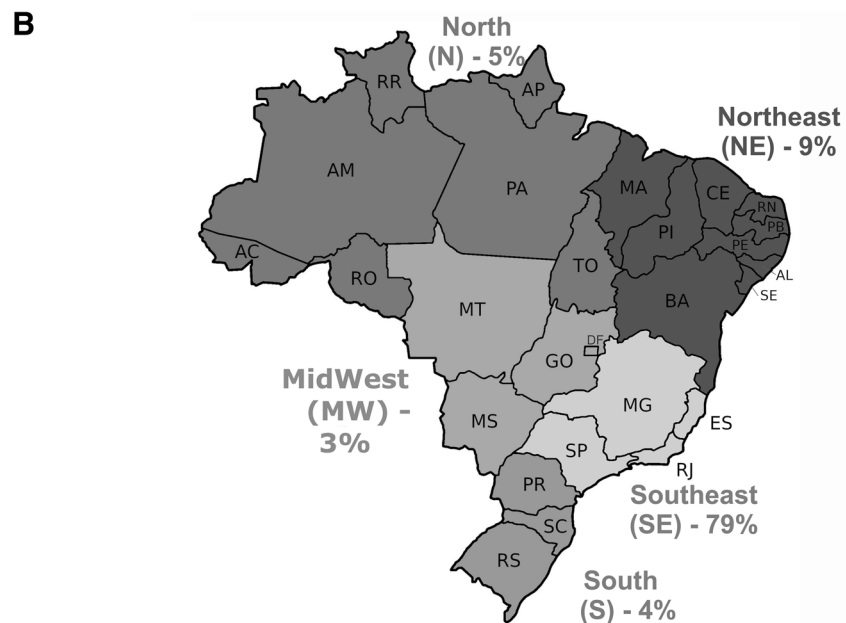 B
North
(N) - 5%
RR
AP
Northeast
(NE) - 9%
AM
PA
MA
CE
RN
PI
PB
PE
AC
RO
TO
AL
SE
BA
MT
DF
GO
MidWest
(MW) -
3%
MG
MS
ES
SP
RJ
PR
Southeast
(SE) - 79%
SC
RS
South
(S) - 4%